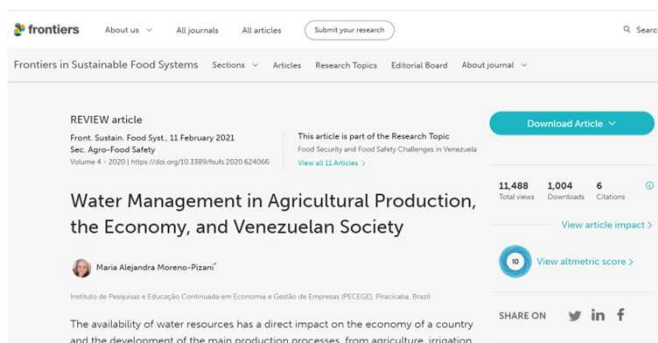 frontiers About us All journals All articles Submit your research Searc
Frontiers in Sustainable Food Systems Sections Articles Research Topics Editorial Board About journal
REVIEW article
Front. Sustain. Food Syst., 11 February 2021
Sec. Agro-Food Safety
Volume 4 - 2020 | https://doi.org/10.3389/fsufs.2020.624066
This article is part of the Research Topic
Food Security and Food Safety Challenges in Venezuela
View all 11 Articles >
Download Article
11,488 1,004 6
Total views Downloads Citations
View article impact >
10 View altmetric score >
SHARE ON
Water Management in Agricultural Production,
the Economy, and Venezuelan Society
Maria Alejandra Moreno-Pizani*
Instituto de Pesquisas e Educação Continuada em Economia e Gestão de Empresas (PECEGE), Piracicaba, Brazil
The availability of water resources has a direct impact on the economy of a country
and the development of the main production processes, from agriculture, irrigation